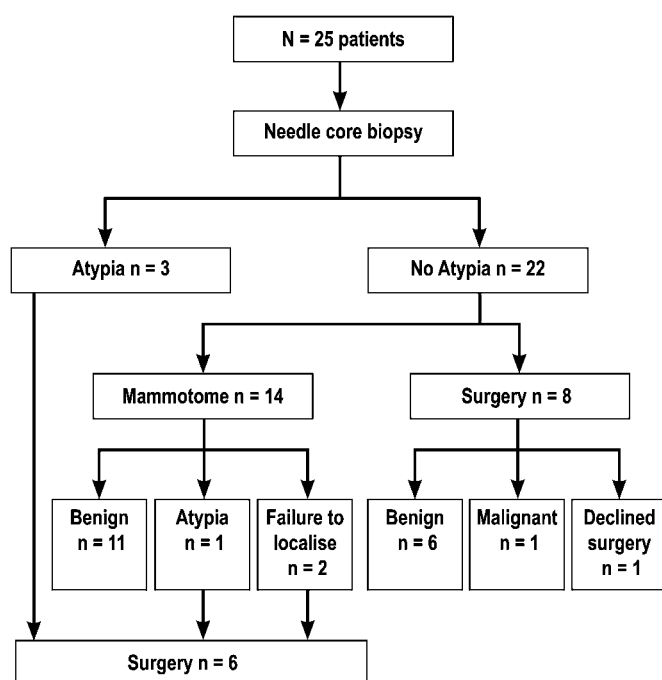 N = 25 patients
Needle core biopsy
Atypia n = 3
No Atypia n = 22
Mammotome n = 14
Surgery n = 8
Benign
n = 11
Atypia
n = 1
Failure to
localise
n = 2
Benign
n = 6
Malignant
n = 1
Declined
surgery
n = 1
Surgery n = 6